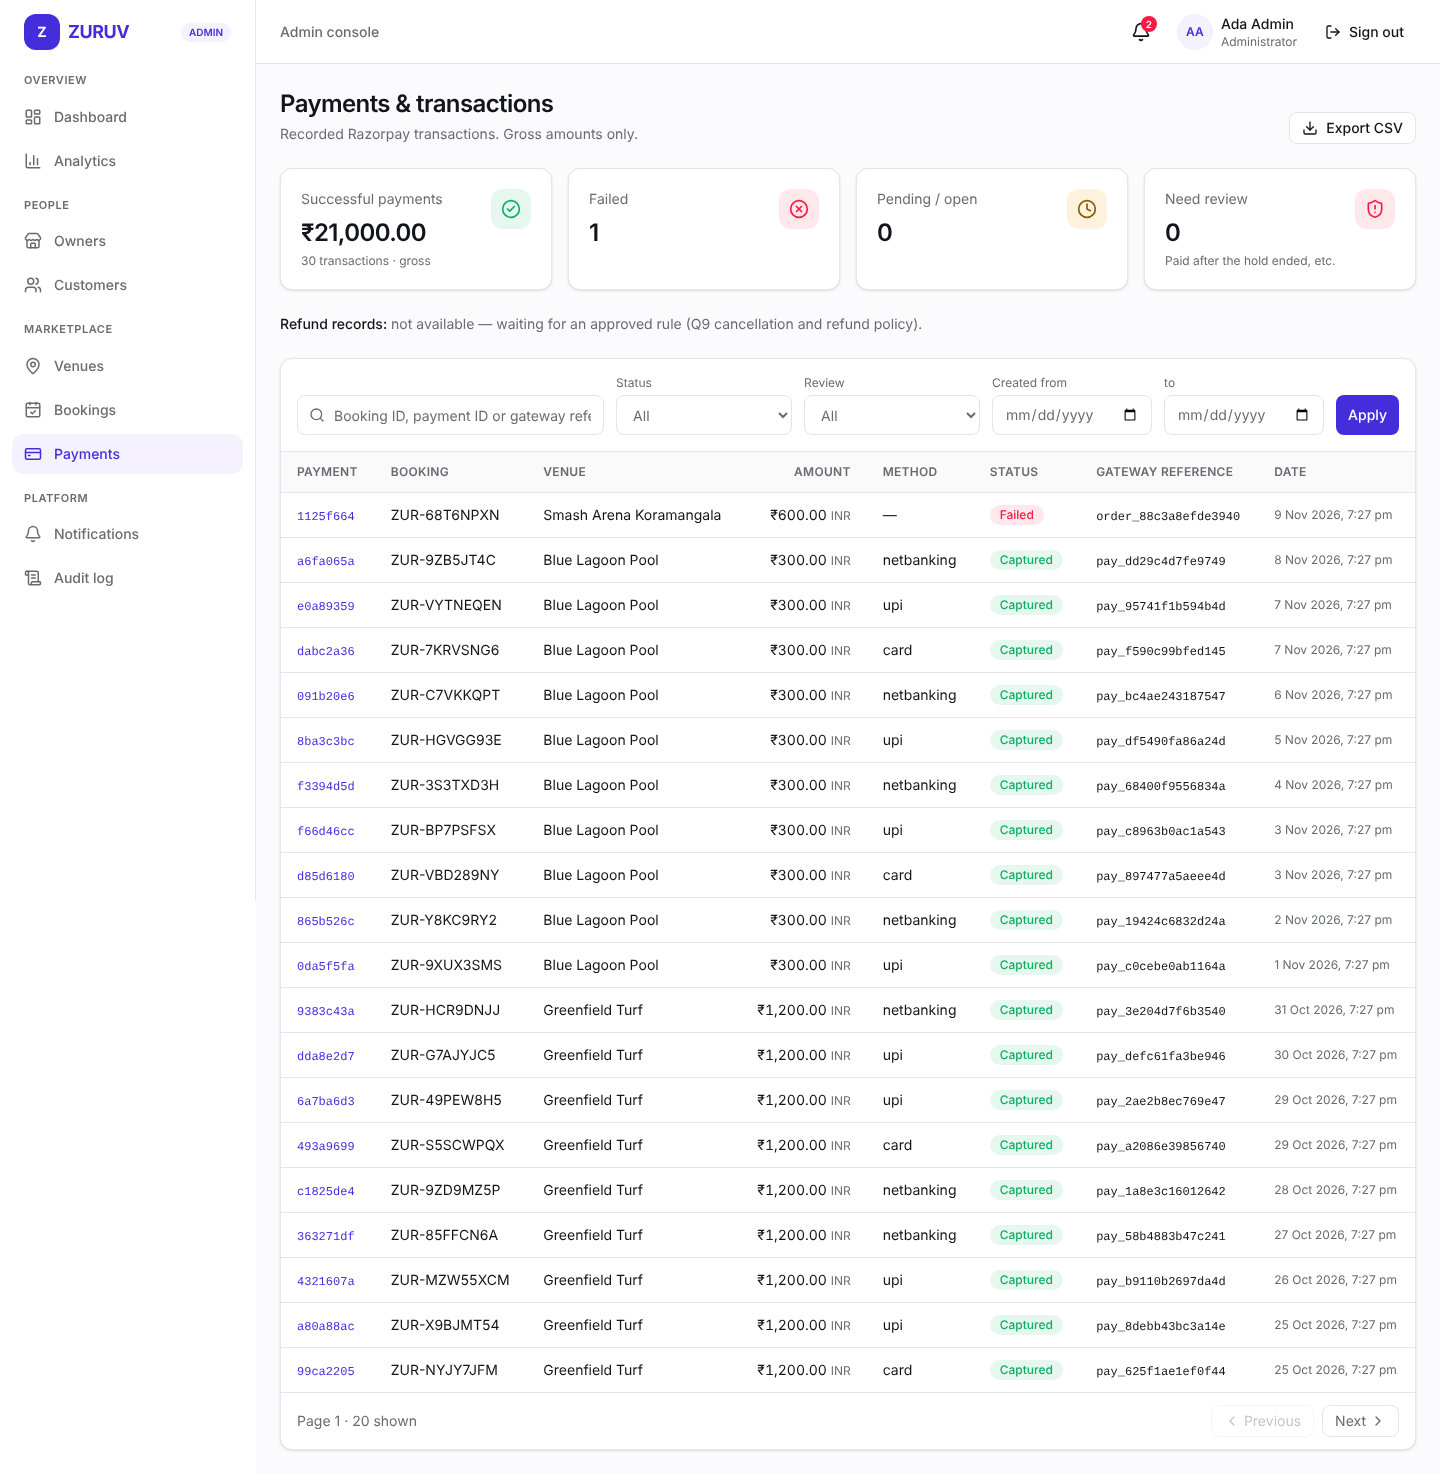 Z ZURUV ADMIN
OVERVIEW
Dashboard
Analytics
PEOPLE
Owners
Customers
MARKETPLACE
Venues
Bookings
Payments
PLATFORM
Notifications
Audit log
Admin console
2
AA
Ada Admin
Administrator
Sign out
Payments & transactions
Recorded Razorpay transactions. Gross amounts only.
Export CSV
Successful payments
₹21,000.00
30 transactions · gross
Failed
1
Pending / open
0
Need review
0
Paid after the hold ended, etc.
Refund records: not available — waiting for an approved rule (Q9 cancellation and refund policy).
Status Review Created from to
Booking ID, payment ID or gateway refe All All mm/dd/yyyy mm/dd/yyyy Apply
PAYMENT BOOKING VENUE AMOUNT METHOD STATUS GATEWAY REFERENCE DATE
1125f664 ZUR-68T6NPXN Smash Arena Koramangala ₹600.00 INR — Failed order_88c3a8efde3940 9 Nov 2026, 7:27 pm
a6fa065a ZUR-9ZB5JT4C Blue Lagoon Pool ₹300.00 INR netbanking Captured pay_dd29c4d7fe9749 8 Nov 2026, 7:27 pm
e0a89359 ZUR-VYTNEQEN Blue Lagoon Pool ₹300.00 INR upi Captured pay_95741f1b594b4d 7 Nov 2026, 7:27 pm
dabc2a36 ZUR-7KRVSNG6 Blue Lagoon Pool ₹300.00 INR card Captured pay_f590c99bfed145 7 Nov 2026, 7:27 pm
091b20e6 ZUR-C7VKKQPT Blue Lagoon Pool ₹300.00 INR netbanking Captured pay_bc4ae243187547 6 Nov 2026, 7:27 pm
8ba3c3bc ZUR-HGVGG93E Blue Lagoon Pool ₹300.00 INR upi Captured pay_df5490fa86a24d 5 Nov 2026, 7:27 pm
f3394d5d ZUR-3S3TXD3H Blue Lagoon Pool ₹300.00 INR netbanking Captured pay_68400f9556834a 4 Nov 2026, 7:27 pm
f66d46cc ZUR-BP7PSFSX Blue Lagoon Pool ₹300.00 INR upi Captured pay_c8963b0ac1a543 3 Nov 2026, 7:27 pm
d85d6180 ZUR-VBD289NY Blue Lagoon Pool ₹300.00 INR card Captured pay_897477a5aeee4d 3 Nov 2026, 7:27 pm
865b526c ZUR-Y8KC9RY2 Blue Lagoon Pool ₹300.00 INR netbanking Captured pay_19424c6832d24a 2 Nov 2026, 7:27 pm
0da5f5fa ZUR-9XUX3SMS Blue Lagoon Pool ₹300.00 INR upi Captured pay_c0cebe0ab1164a 1 Nov 2026, 7:27 pm
9383c43a ZUR-HCR9DNJJ Greenfield Turf ₹1,200.00 INR netbanking Captured pay_3e204d7f6b3540 31 Oct 2026, 7:27 pm
dda8e2d7 ZUR-G7AJYJC5 Greenfield Turf ₹1,200.00 INR upi Captured pay_defc61fa3be946 30 Oct 2026, 7:27 pm
6a7ba6d3 ZUR-49PEW8H5 Greenfield Turf ₹1,200.00 INR upi Captured pay_2ae2b8ec769e47 29 Oct 2026, 7:27 pm
493a9699 ZUR-S5SCWPQX Greenfield Turf ₹1,200.00 INR card Captured pay_a2086e39856740 29 Oct 2026, 7:27 pm
c1825de4 ZUR-9ZD9MZ5P Greenfield Turf ₹1,200.00 INR netbanking Captured pay_1a8e3c16012642 28 Oct 2026, 7:27 pm
363271df ZUR-85FFCN6A Greenfield Turf ₹1,200.00 INR netbanking Captured pay_58b4883b47c241 27 Oct 2026, 7:27 pm
4321607a ZUR-MZW55XCM Greenfield Turf ₹1,200.00 INR upi Captured pay_b9110b2697da4d 26 Oct 2026, 7:27 pm
a80a88ac ZUR-X9BJMT54 Greenfield Turf ₹1,200.00 INR upi Captured pay_8debb43bc3a14e 25 Oct 2026, 7:27 pm
99ca2205 ZUR-NYJY7JFM Greenfield Turf ₹1,200.00 INR card Captured pay_625f1ae1ef0f44 25 Oct 2026, 7:27 pm
Page 1 · 20 shown Previous Next